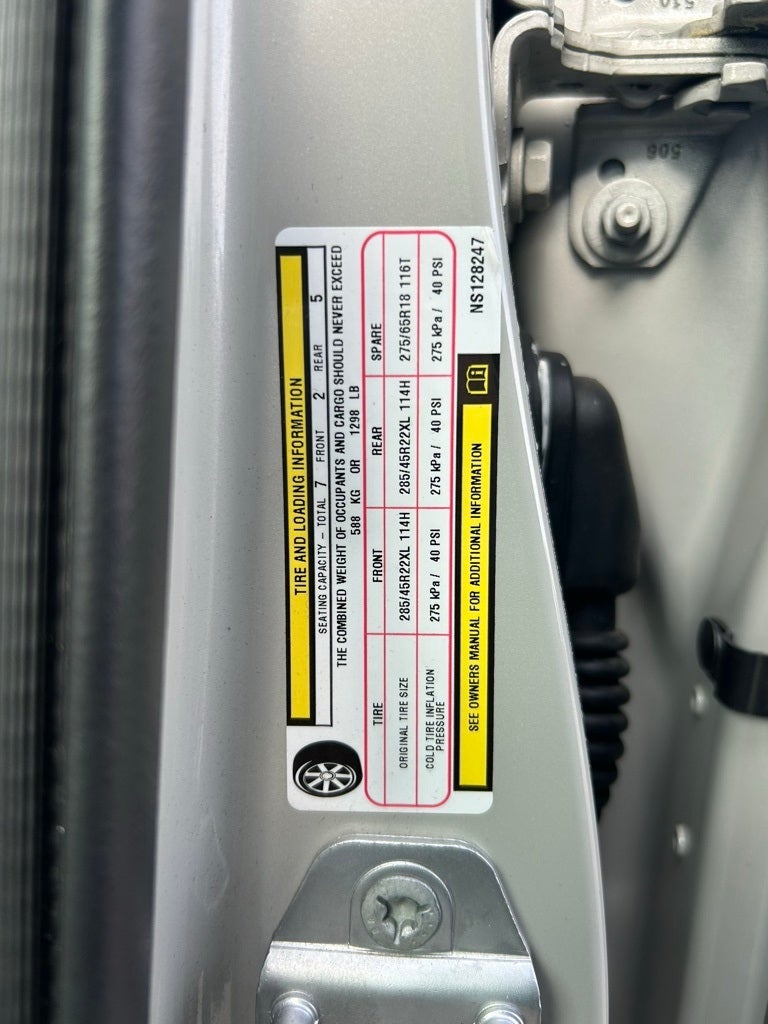 TIRE AND LOADING INFORMATION
SEATING CAPACITY - TOTAL 7 FRONT 2 REAR 5
THE COMBINED WEIGHT OF OCCUPANTS AND CARGO SHOULD NEVER EXCEED
588 KG OR 1298 LB
TIRE FRONT REAR SPARE
ORIGINAL TIRE SIZE 285/45R22XL 114H 285/45R22XL 114H 275/65R18 116T
COLD TIRE INFLATION PRESSURE 275 kPa / 40 PSI 275 kPa / 40 PSI 275 kPa / 40 PSI
SEE OWNERS MANUAL FOR ADDITIONAL INFORMATION
NS128247
510